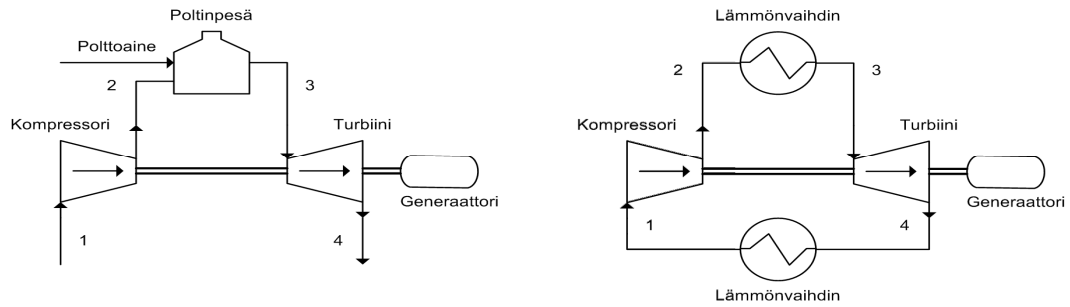 Poltinpesä
Polttoaine
2
3
Kompressori
Turbiini
Generaattori
1
4
Lämmönvaihdin
2
3
Kompressori
Turbiini
Generaattori
1
4
Lämmönvaihdin